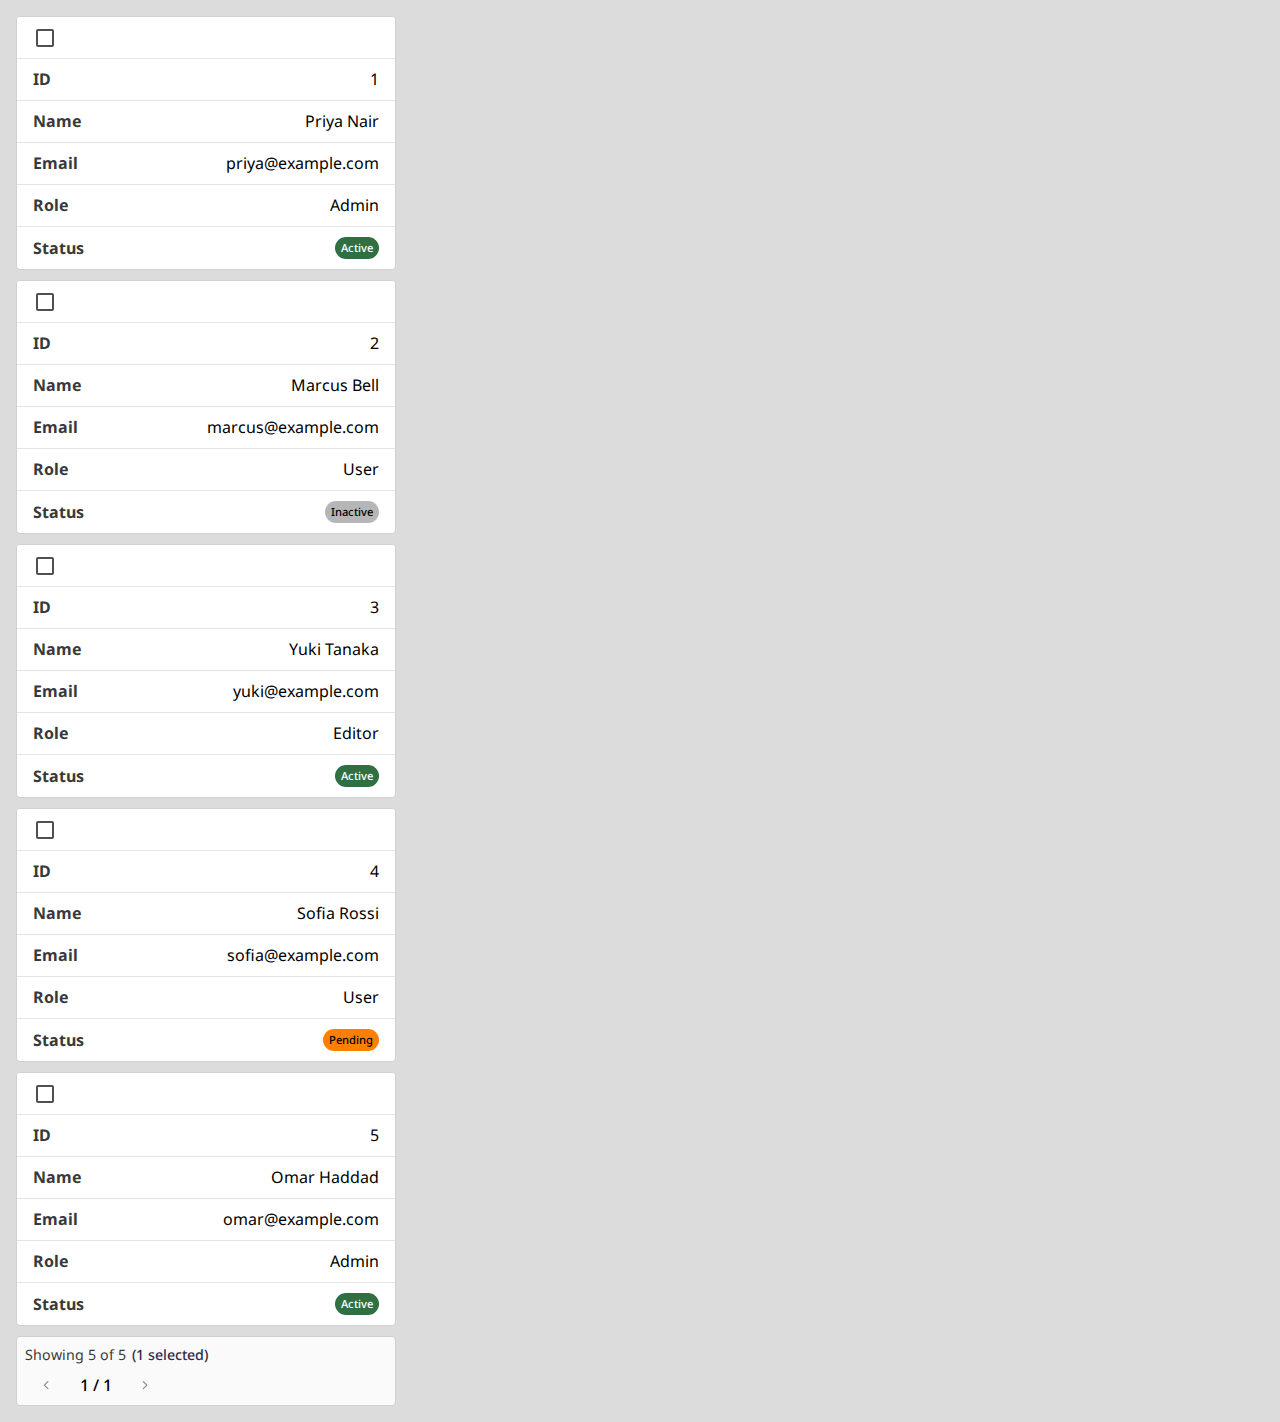 ID 1
Name Priya Nair
Email priya@example.com
Role Admin
Status Active
ID 2
Name Marcus Bell
Email marcus@example.com
Role User
Status Inactive
ID 3
Name Yuki Tanaka
Email yuki@example.com
Role Editor
Status Active
ID 4
Name Sofia Rossi
Email sofia@example.com
Role User
Status Pending
ID 5
Name Omar Haddad
Email omar@example.com
Role Admin
Status Active
Showing 5 of 5 (1 selected)
1 / 1